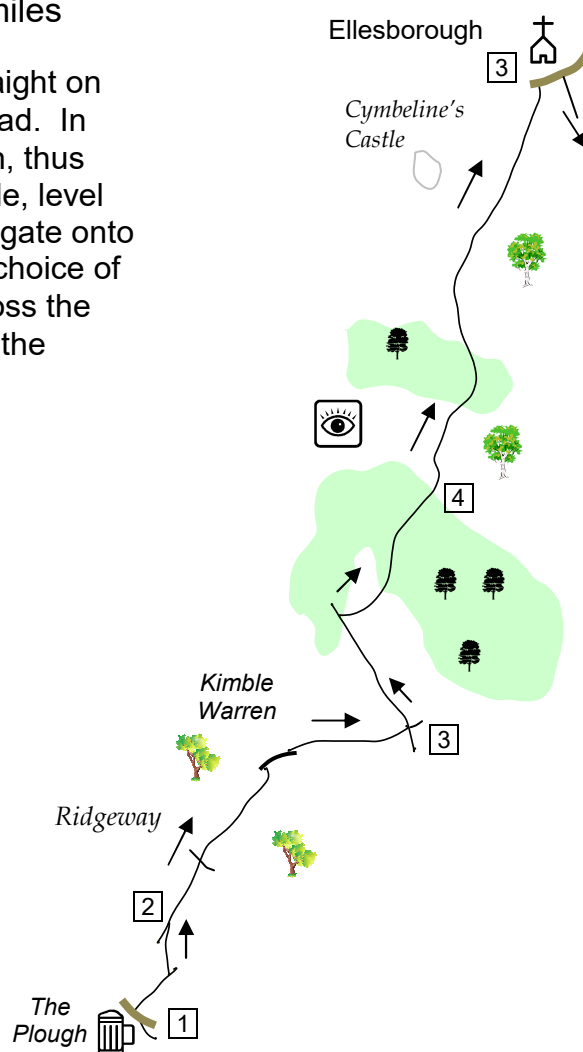 miles
aight on
ad.  In
n, thus
le, level
gate onto
choice of
oss the
the
Ellesborough
3
Cymbeline's
Castle
4
Kimble
Warren
3
Ridgeway
2
The
Plough
1